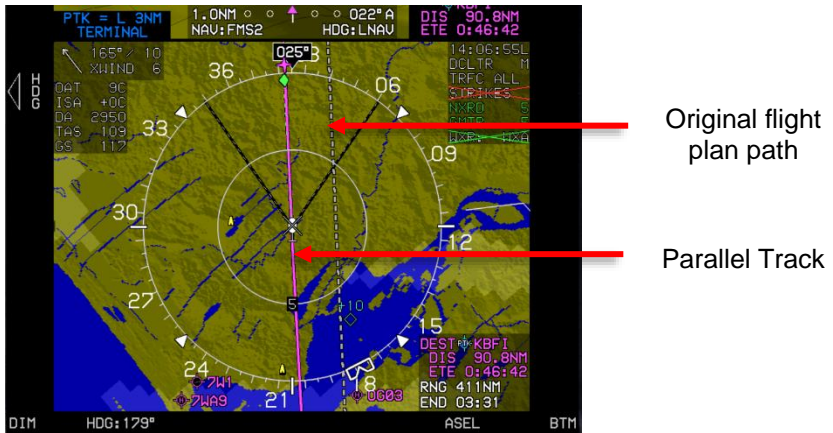 PTK = L 3NM
TERMINAL
1.0NM
022° A
NAV:FMS2
HDG:LNAV
KBFI
DIS 90.8NM
ETE 0:46:42
165°/ 10
XWIND 6
OAT 9C
ISA +0C
DA 2950
TAS 109
GS 117
HDG
025°
14:06:55L
DCLTR M
TRFC ALL
STRIKES
NXRD 5
36
3
06
33
09
30
12
27
15
24
21
18
5
+10
7W1
7WA9
0G03
DEST KBFI
DIS 90.8NM
ETE 0:46:42
RNG 411NM
END 03:31
DIM
HDG:179°
ASEL
BTM
Original flight
plan path
Parallel Track